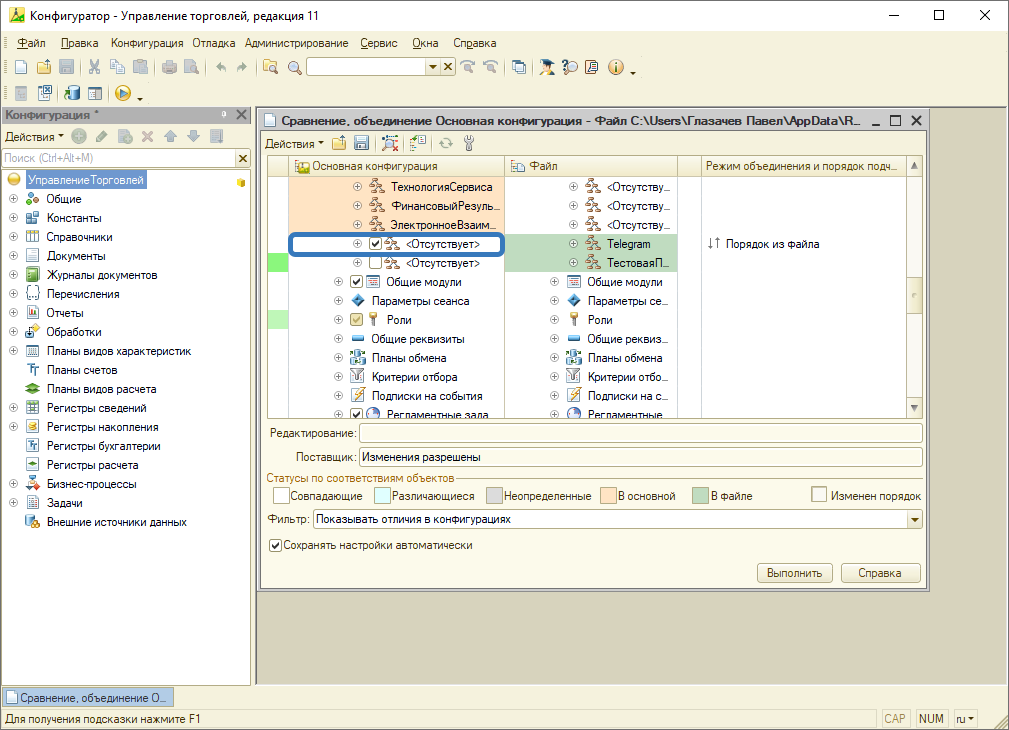 Конфигуратор - Управление торговлей, редакция 11
Файл Правка Конфигурация Отладка Администрирование Сервис Окна Справка
Конфигурация *
Действия
Поиск (Ctrl+Alt+M)
УправлениеТорговлей
Общие
Константы
Справочники
Документы
Журналы документов
Перечисления
Отчеты
Обработки
Планы видов характеристик
Планы счетов
Планы видов расчета
Регистры сведений
Регистры накопления
Регистры бухгалтерии
Регистры расчета
Бизнес-процессы
Задачи
Внешние источники данных
Сравнение, объединение Основная конфигурация - Файл C:\Users\Глазачев Павел\AppData\R...
Действия
Основная конфигурация Файл Режим объединения и порядок подч...
ТехнологияСервиса <Отсутству...
ФинансовыйРезуль... <Отсутству...
ЭлектронноеВзаим... <Отсутству...
<Отсутствует> Telegram Порядок из файла
<Отсутствует> ТестоваяП...
Общие модули Общие модули
Параметры сеанса Параметры се...
Роли Роли
Общие реквизиты Общие реквиз...
Планы обмена Планы обмена
Критерии отбора Критерии отбо...
Подписки на события Подписки на с...
Регламентные зада Регламентные
Редактирование:
Поставщик: Изменения разрешены
Статусы по соответствиям объектов
Совпадающие Различающиеся Неопределенные В основной В файле Изменен порядок
Фильтр: Показывать отличия в конфигурациях
Сохранять настройки автоматически
Выполнить Справка
Сравнение, объединение О...
Для получения подсказки нажмите F1 CAP NUM ru